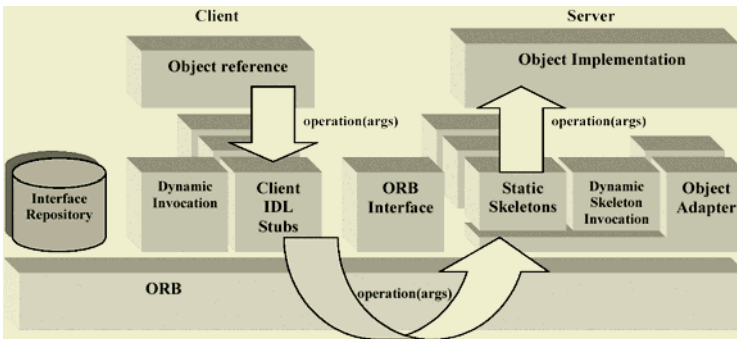 Client
Server
Object reference
Object Implementation
operation(args)
operation(args)
Interface
Repository
Dynamic
Invocation
Client
IDL
Stubs
ORB
Interface
Static
Skeletons
Dynamic
Skeleton
Invocation
Object
Adapter
ORB
operation(args)